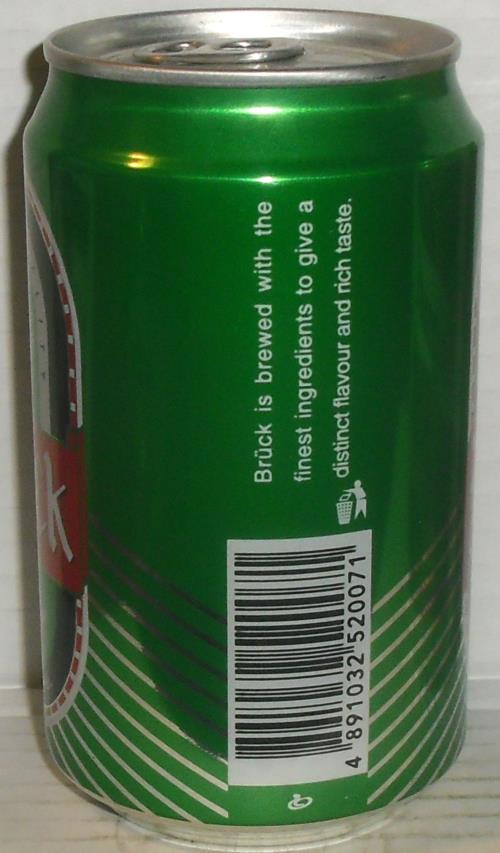 Brück is brewed with the
finest ingredients to give a
distinct flavour and rich taste.
4 891032 520071
k